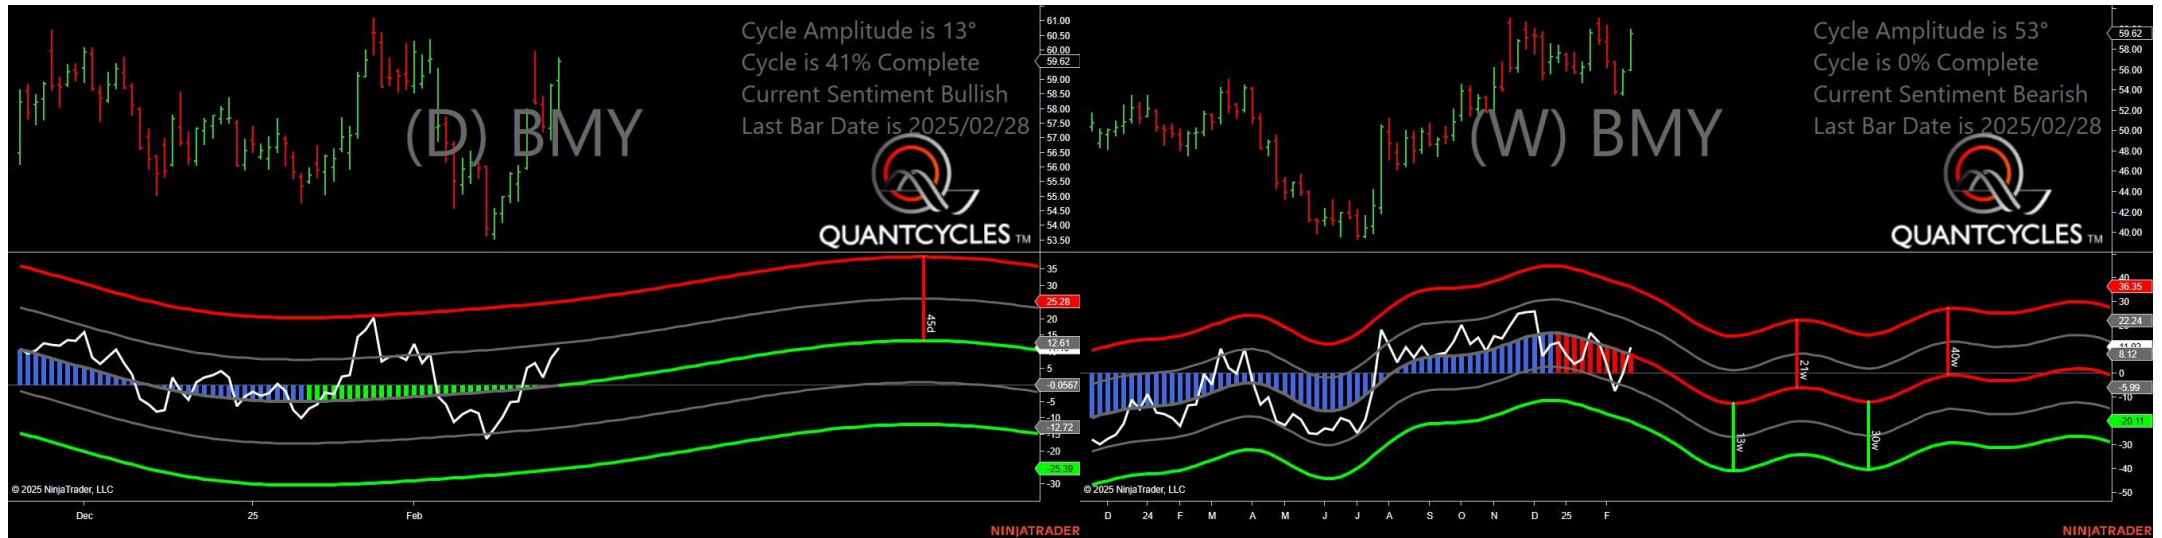 Cycle Amplitude is 13°
Cycle is 41% Complete
Current Sentiment Bullish
Last Bar Date is 2025/02/28
(D) BMY
QUANTCYCLES TM
61.00
60.50
60.00
59.62
59.00
58.50
58.00
57.50
57.00
56.50
56.00
55.50
55.00
54.50
54.00
53.50
35
30
25.28
20
15
12.61
5
-0.0567
-5
-10
-12.72
-15
-20
-25.39
-30
45d
© 2025 NinjaTrader, LLC
Dec
25
Feb
NINJATRADER
Cycle Amplitude is 53°
Cycle is 0% Complete
Current Sentiment Bearish
Last Bar Date is 2025/02/28
(W) BMY
QUANTCYCLES TM
59.62
58.00
56.00
54.00
52.00
50.00
48.00
46.00
44.00
42.00
40.00
40
36.35
30
22.24
8.12
0
-5.99
-10
-20.11
-30
-40
-50
13w
21w
30w
40w
© 2025 NinjaTrader, LLC
D
24
F
M
A
M
J
J
A
S
O
N
D
25
F
NINJATRADER